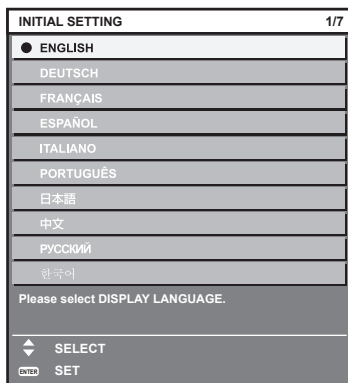 INITIAL SETTING 1/7
ENGLISH
DEUTSCH
FRANÇAIS
ESPAÑOL
ITALIANO
PORTUGUÊS
日本語
中文
РУССКИЙ
한국어
Please select DISPLAY LANGUAGE.
SELECT
ENTER SET